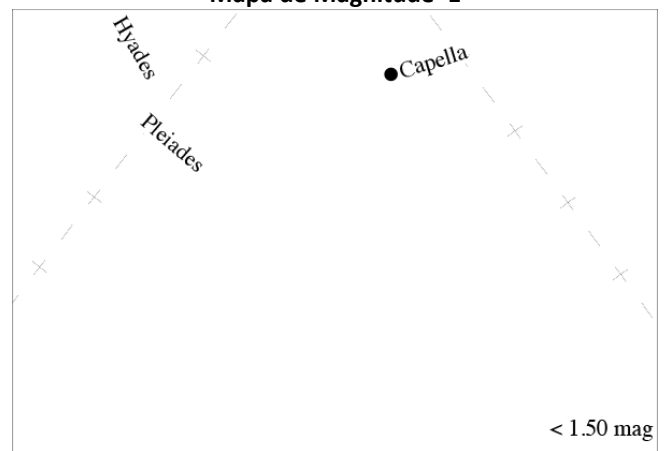 Mapa de Magnitude 1
Hyades
Capella
Pleiades
< 1.50 mag